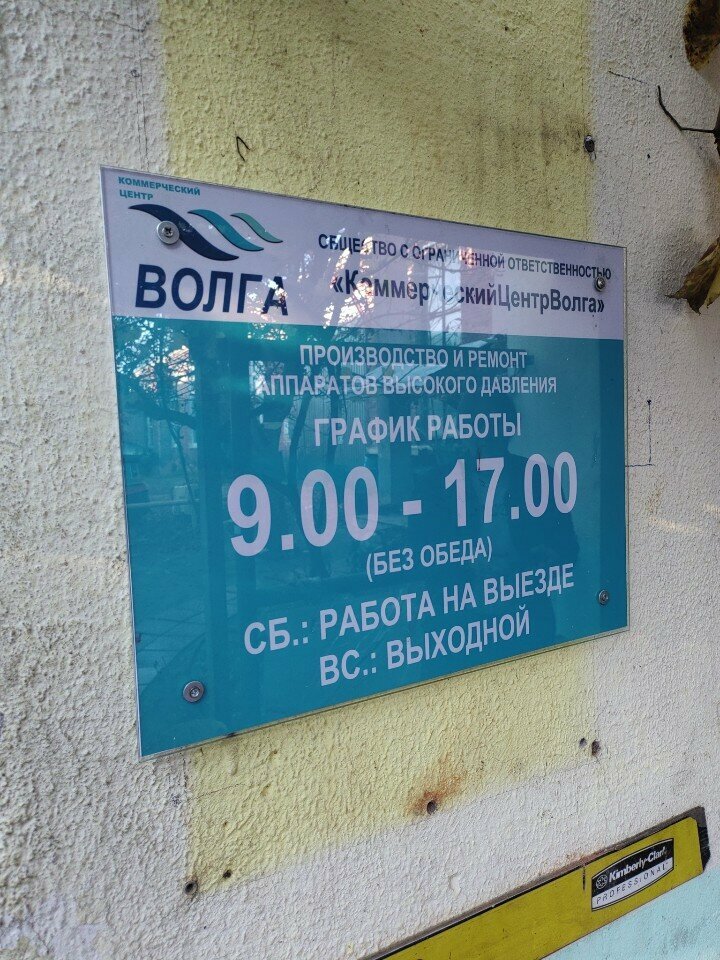 КОММЕРЧЕСКИЙ
ЦЕНТР
ВОЛГА
ОБЩЕСТВО С ОГРАНИЧЕННОЙ ОТВЕТСТВЕННОСТЬЮ
«КоммерческийЦентрВолга»
ПРОИЗВОДСТВО И РЕМОНТ
АППАРАТОВ ВЫСОКОГО ДАВЛЕНИЯ
ГРАФИК РАБОТЫ
9.00 - 17.00
(БЕЗ ОБЕДА)
СБ.: РАБОТА НА ВЫЕЗДЕ
ВС.: ВЫХОДНОЙ
Kimberly-Clark
PROFESSIONAL